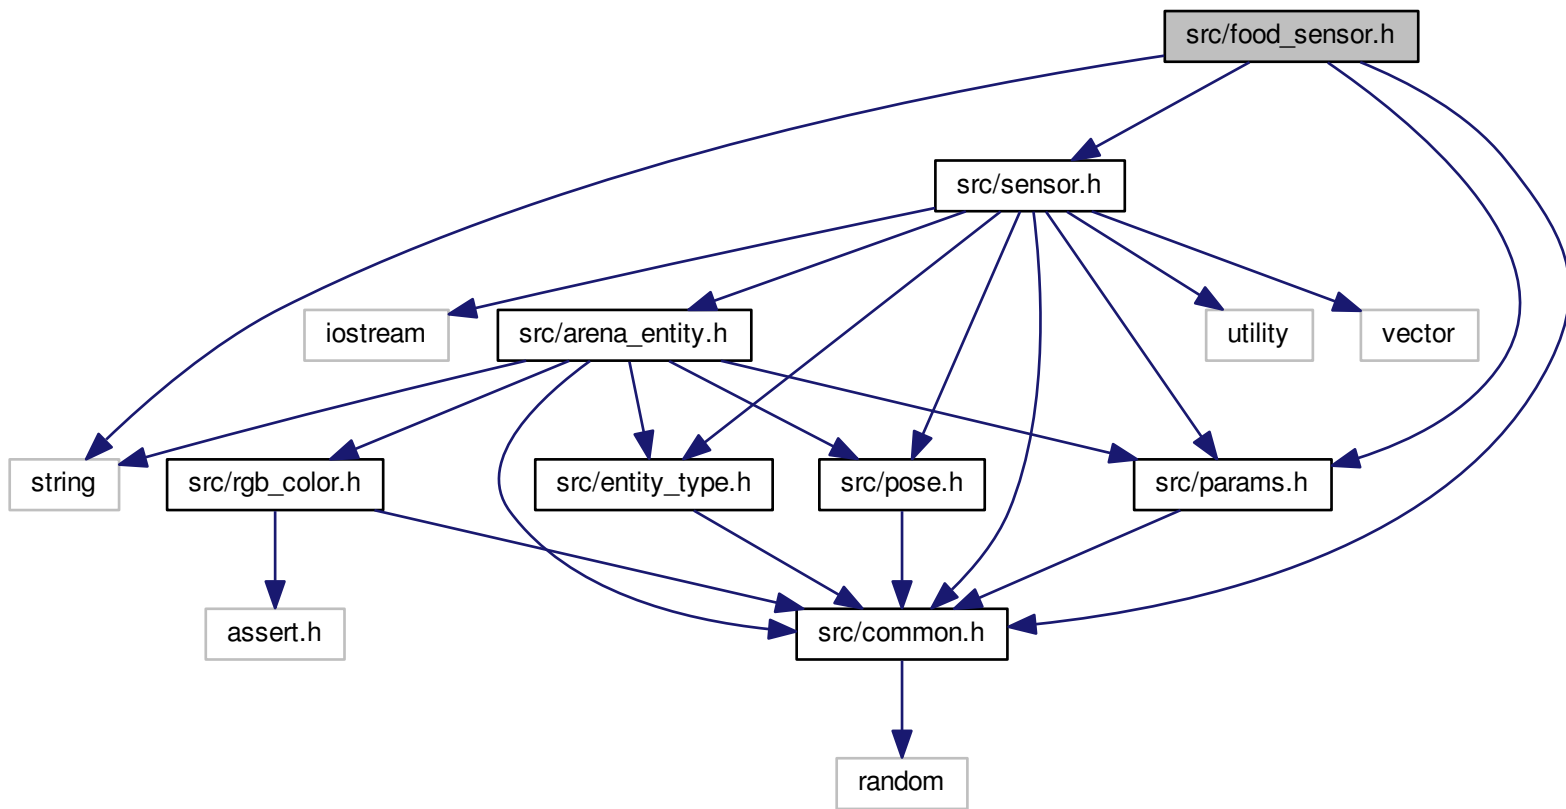 src/food_sensor.h
src/sensor.h
iostream
src/arena_entity.h
utility
vector
string
src/rgb_color.h
src/entity_type.h
src/pose.h
src/params.h
assert.h
src/common.h
random